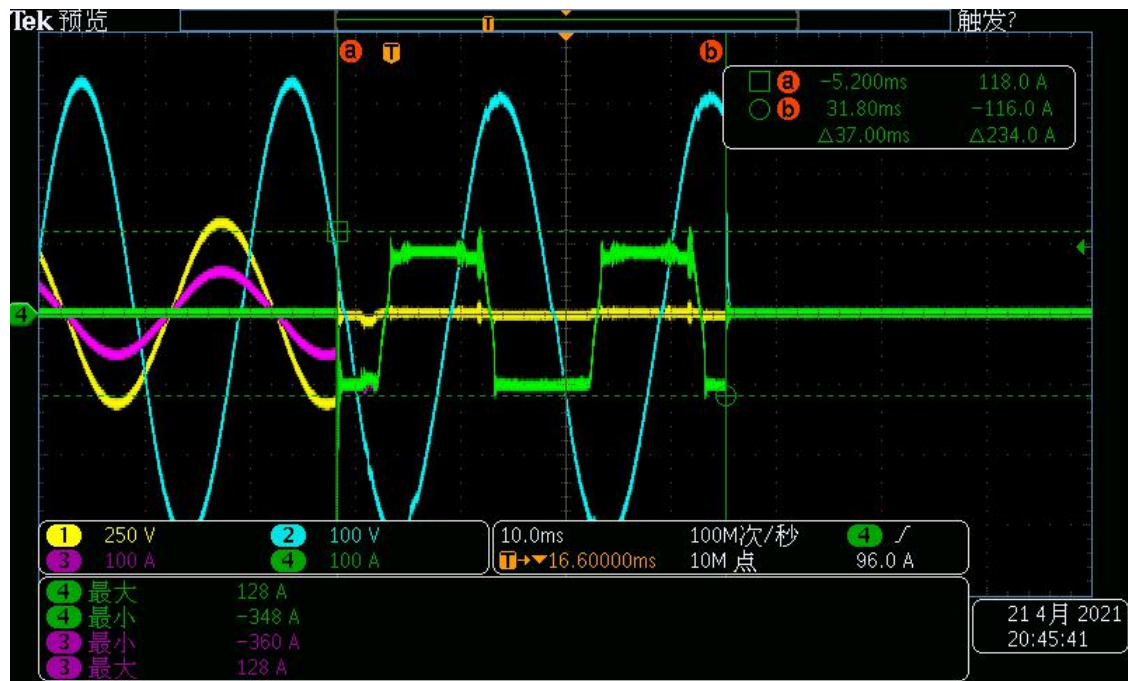 Tek 预览 T 触发?
a T b
a -5.200ms 118.0 A
b 31.80ms -116.0 A
△37.00ms △234.0 A
4
1 250 V 2 100 V 10.0ms 100M次/秒 4
3 100 A 4 100 A T→▼16.60000ms 10M 点 96.0 A
4 最大 128 A
4 最小 -348 A
3 最小 -360 A
3 最大 128 A
21 4月 2021
20:45:41